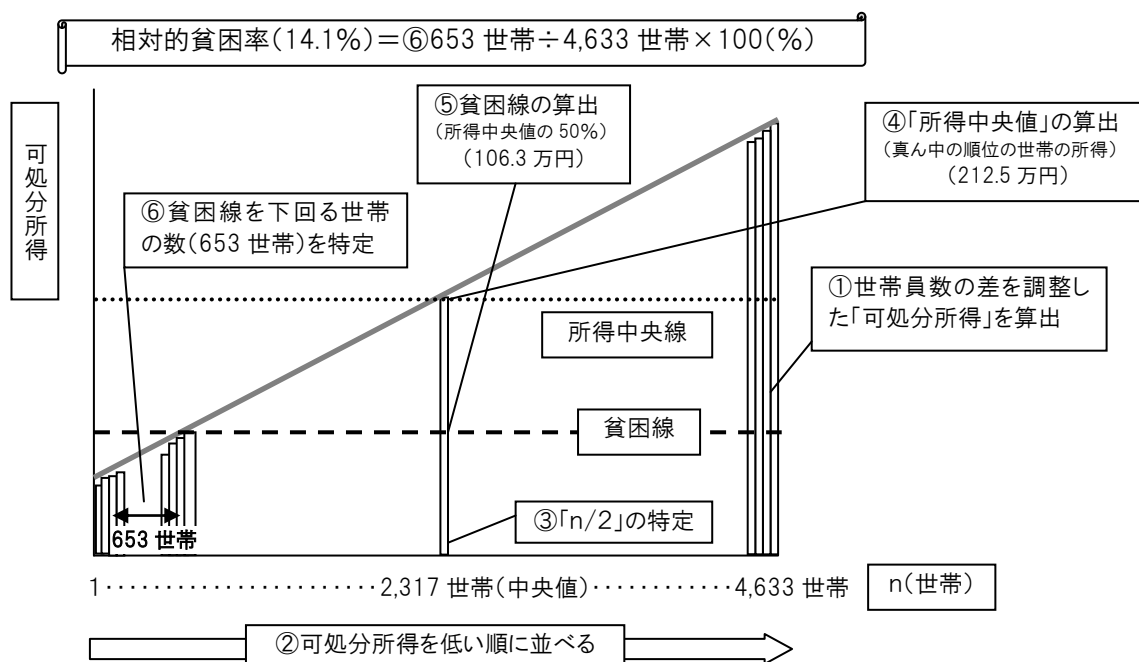 相対的貧困率(14.1%)=⑥653 世帯÷4,633 世帯×100(%)
可処分所得
⑤貧困線の算出
(所得中央値の 50%)
(106.3 万円)
④「所得中央値」の算出
(真ん中の順位の世帯の所得)
(212.5 万円)
⑥貧困線を下回る世帯
の数(653 世帯)を特定
①世帯員数の差を調整し
た「可処分所得」を算出
所得中央線
貧困線
③「n/2」の特定
653 世帯
1‥‥‥‥‥‥‥‥‥‥‥2,317 世帯(中央値)‥‥‥‥‥‥4,633 世帯
n(世帯)
②可処分所得を低い順に並べる